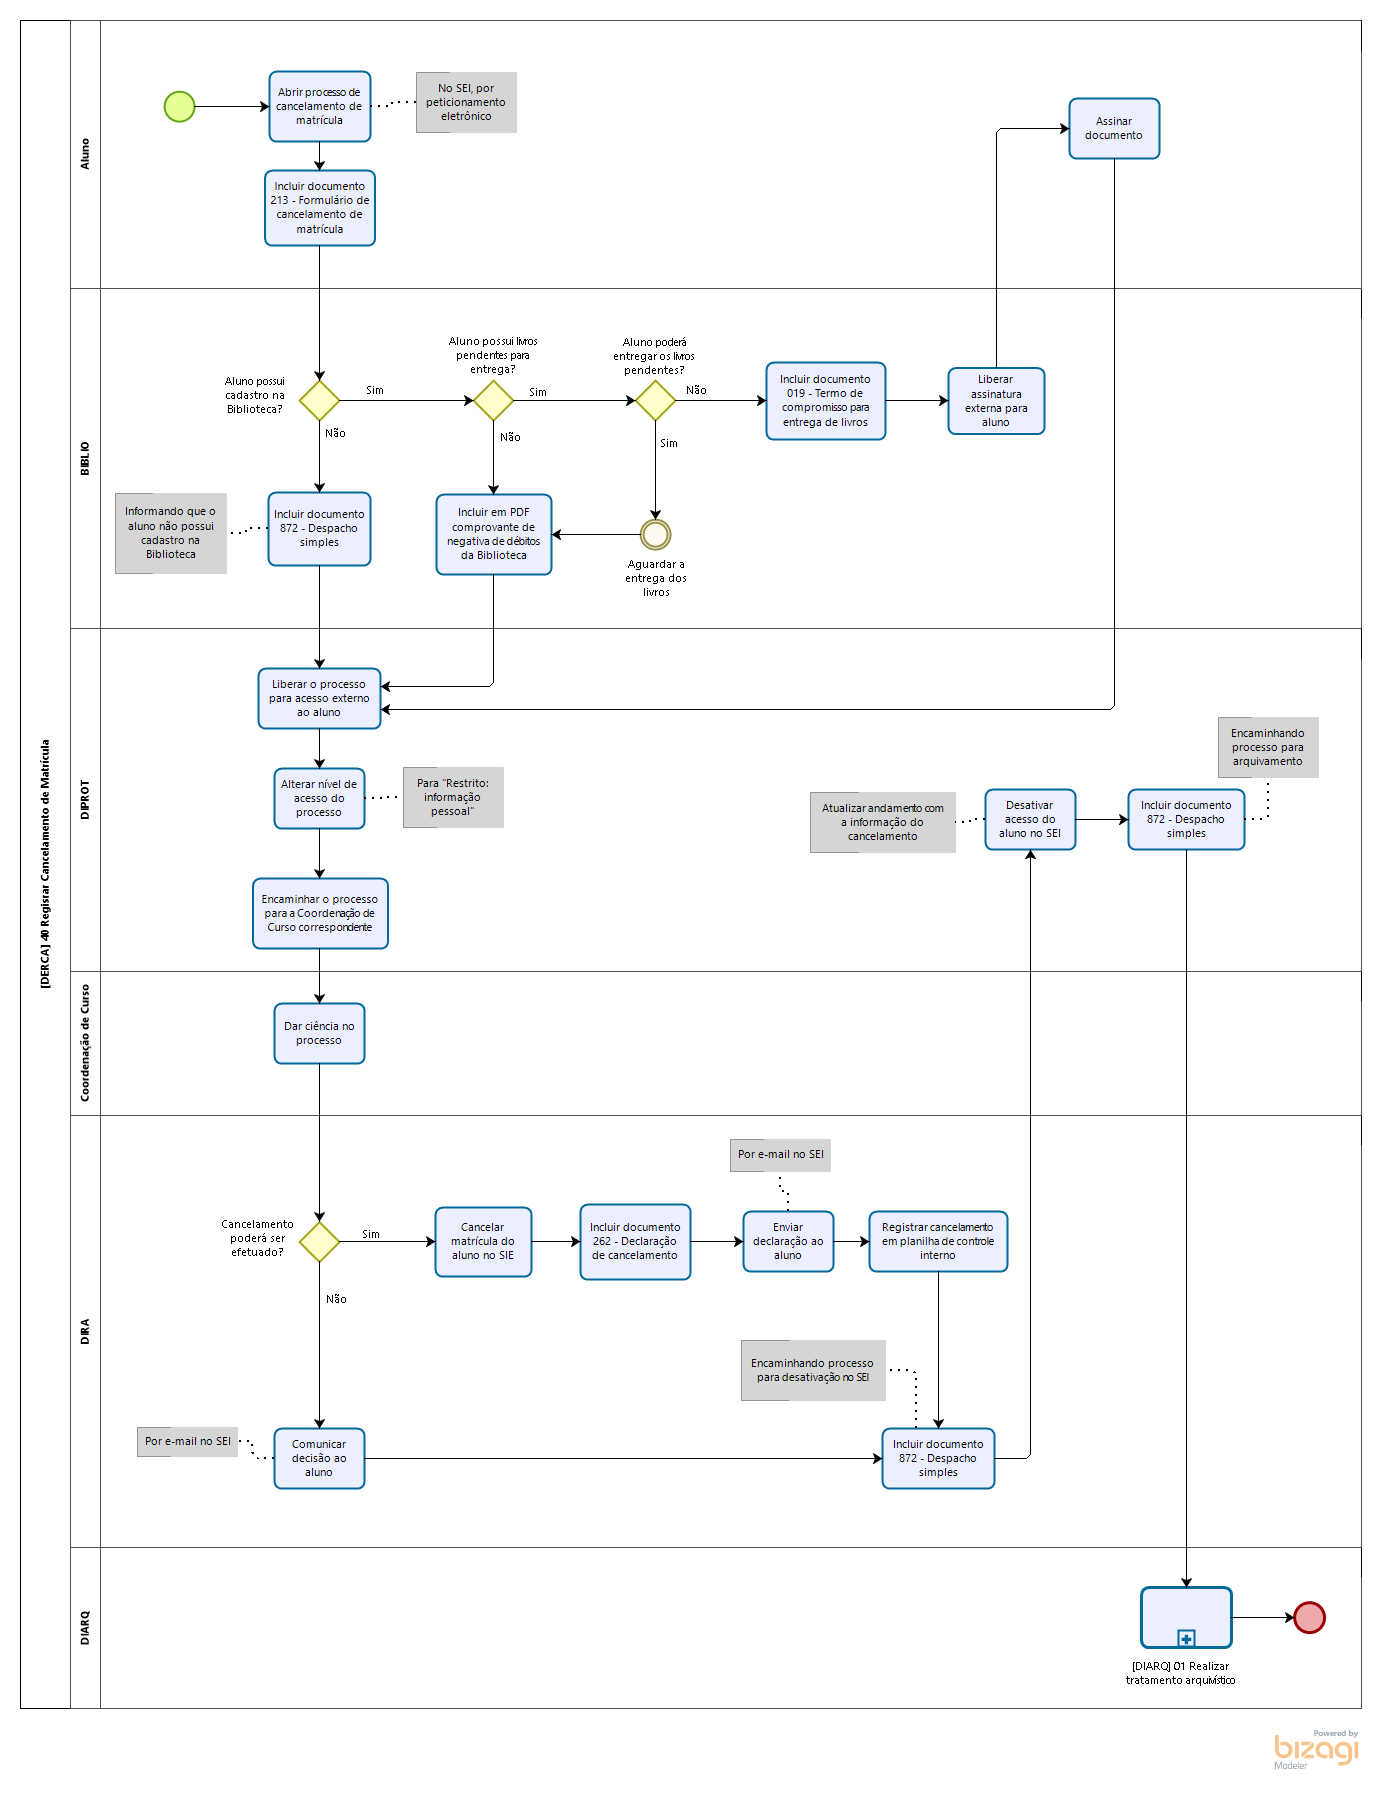 [DERCA] 40 Regisrar Cancelamento de Matrícula
Aluno
Abrir processo de
cancelamento de
matrícula
No SEI, por
peticionamento
eletrônico
Incluir documento
213 - Formulário de
cancelamento de
matrícula
Assinar
documento
BIBLIO
Aluno possui
cadastro na
Biblioteca?
Sim
Não
Aluno possui livros
pendentes para
entrega?
Sim
Não
Aluno poderá
entregar os livros
pendentes?
Não
Sim
Incluir documento
019 - Termo de
compromisso para
entrega de livros
Liberar
assinatura
externa para
aluno
Informando que o
aluno não possui
cadastro na
Biblioteca
Incluir documento
872 - Despacho
simples
Incluir em PDF
comprovante de
negativa de débitos
da Biblioteca
Aguardar a
entrega dos
livros
DIPROT
Liberar o processo
para acesso externo
ao aluno
Alterar nível de
acesso do
processo
Para "Restrito:
informação
pessoal"
Encaminhar o processo
para a Coordenação de
Curso correspondente
Atualizar andamento com
a informação do
cancelamento
Desativar
acesso do
aluno no SEI
Incluir documento
872 - Despacho
simples
Encaminhando
processo para
arquivamento
Coordenação de Curso
Dar ciência no
processo
DIRA
Cancelamento
poderá ser
efetuado?
Sim
Não
Cancelar
matrícula do
aluno no SIE
Incluir documento
262 - Declaração
de cancelamento
Por e-mail no SEI
Enviar
declaração ao
aluno
Registrar cancelamento
em planilha de controle
interno
Encaminhando processo
para desativação no SEI
Por e-mail no SEI
Comunicar
decisão ao
aluno
Incluir documento
872 - Despacho
simples
DIARQ
[DIARQ] 01 Realizar
tratamento arquivístico
Powered by
bizagi
Modeler